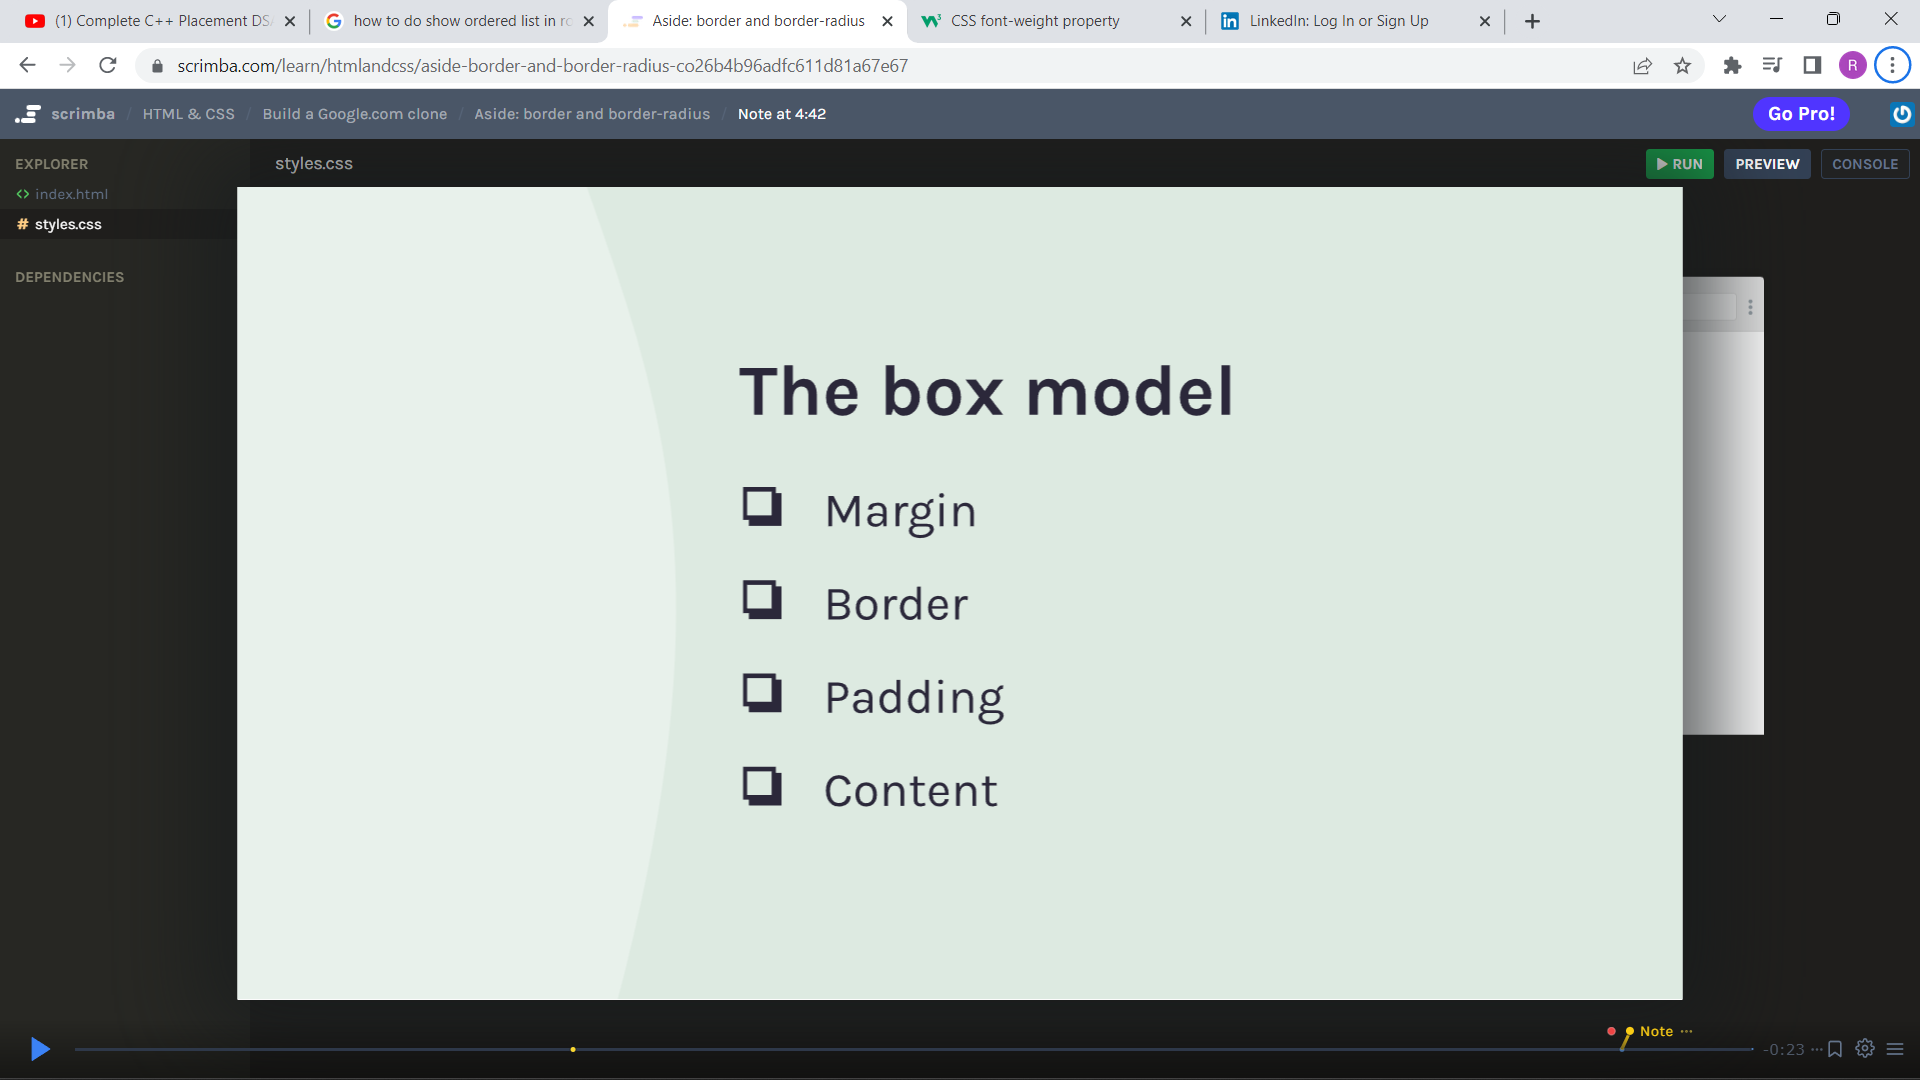 (1) Complete C++ Placement DS
how to do show ordered list in ro
Aside: border and border-radius
CSS font-weight property
LinkedIn: Log In or Sign Up
scrimba.com/learn/htmlandcss/aside-border-and-border-radius-co26b4b96adfc611d81a67e67
R
scrimba / HTML & CSS / Build a Google.com clone / Aside: border and border-radius / Note at 4:42
Go Pro!
EXPLORER
styles.css
RUN
PREVIEW
CONSOLE
<> index.html
# styles.css
DEPENDENCIES
The box model
Margin
Border
Padding
Content
Note ...
-0:23 ...